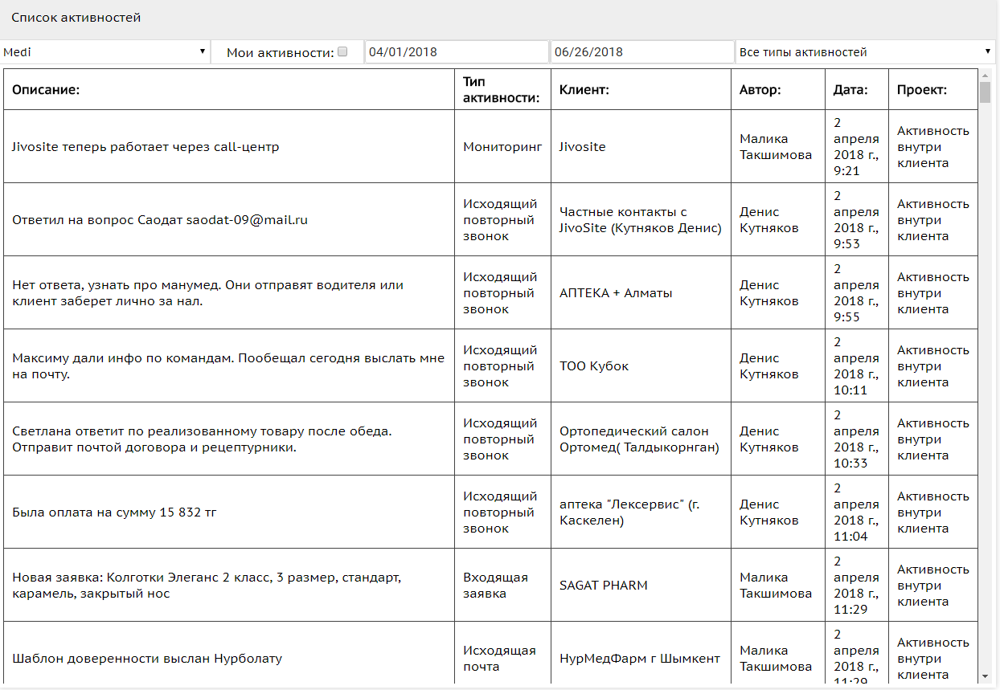 Список активностей
Medi
Мои активности:
04/01/2018
06/26/2018
Все типы активностей
Описание:
Тип
активности:
Клиент:
Автор:
Дата:
Проект:
Jivosite теперь работает через call-центр
Мониторинг
Jivosite
Малика
Такшимова
2
апреля
2018 г.,
9:21
Активность
внутри
клиента
Ответил на вопрос Саодат saodat-09@mail.ru
Исходящий
повторный
звонок
Частные контакты с
JivoSite (Кутняков Денис)
Денис
Кутняков
2
апреля
2018 г.,
9:53
Активность
внутри
клиента
Нет ответа, узнать про манумед. Они отправят водителя или
клиент заберет лично за нал.
Исходящий
повторный
звонок
АПТЕКА + Алматы
Денис
Кутняков
2
апреля
2018 г.,
9:55
Активность
внутри
клиента
Максиму дали инфо по командам. Пообещал сегодня выслать мне
на почту.
Исходящий
повторный
звонок
ТОО Кубок
Денис
Кутняков
2
апреля
2018 г.,
10:11
Активность
внутри
клиента
Светлана ответит по реализованному товару после обеда.
Отправит почтой договора и рецептурники.
Исходящий
повторный
звонок
Ортопедический салон
Ортомед( Талдыкорнган)
Денис
Кутняков
2
апреля
2018 г.,
10:33
Активность
внутри
клиента
Была оплата на сумму 15 832 тг
Исходящий
повторный
звонок
аптека "Лексервис" (г.
Каскелен)
Денис
Кутняков
2
апреля
2018 г.,
11:04
Активность
внутри
клиента
Новая заявка: Колготки Элеганс 2 класс, 3 размер, стандарт,
карамель, закрытый нос
Входящая
заявка
SAGAT PHARM
Малика
Такшимова
2
апреля
2018 г.,
11:29
Активность
внутри
клиента
Шаблон доверенности выслан Нурболату
Исходящая
почта
НурМедФарм г Шымкент
Малика
Такшимова
2
апреля
2018 г.,
11:29
Активность
внутри
клиента